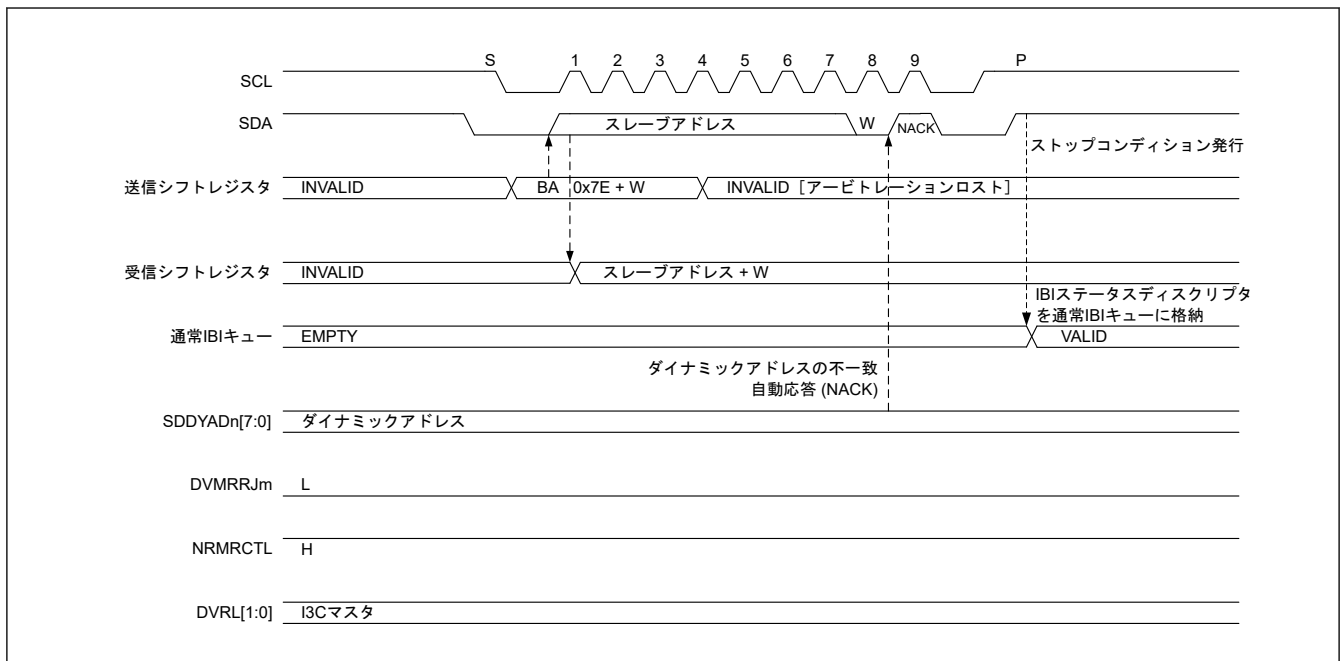 S 1 2 3 4 5 6 7 8 9 P
SCL
SDA スレーブアドレス W NACK
ストップコンディション発行
送信シフトレジスタ INVALID BA 0x7E + W INVALID［アービトレーションロスト］
受信シフトレジスタ INVALID スレーブアドレス + W
IBIステータスディスクリプタ
を通常IBIキューに格納
通常IBIキュー EMPTY VALID
ダイナミックアドレスの不一致
自動応答 (NACK)
SDDYADn[7:0] ダイナミックアドレス
DVMRRJm L
NRMRCTL H
DVRL[1:0] I3Cマスタ